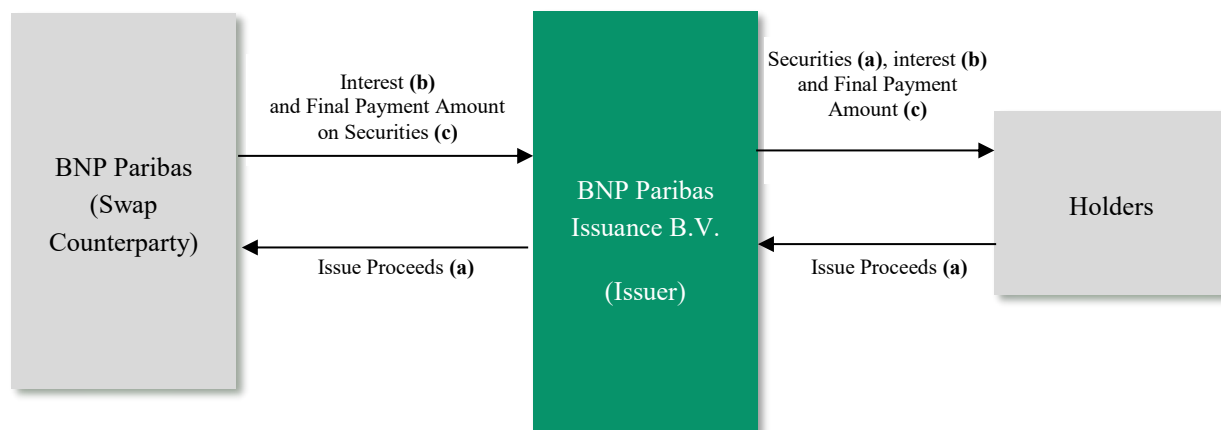 BNP Paribas
(Swap
Counterparty)
Interest (b)
and Final Payment Amount
on Securities (c)
Issue Proceeds (a)
BNP Paribas
Issuance B.V.
(Issuer)
Securities (a), interest (b)
and Final Payment
Amount (c)
Issue Proceeds (a)
Holders